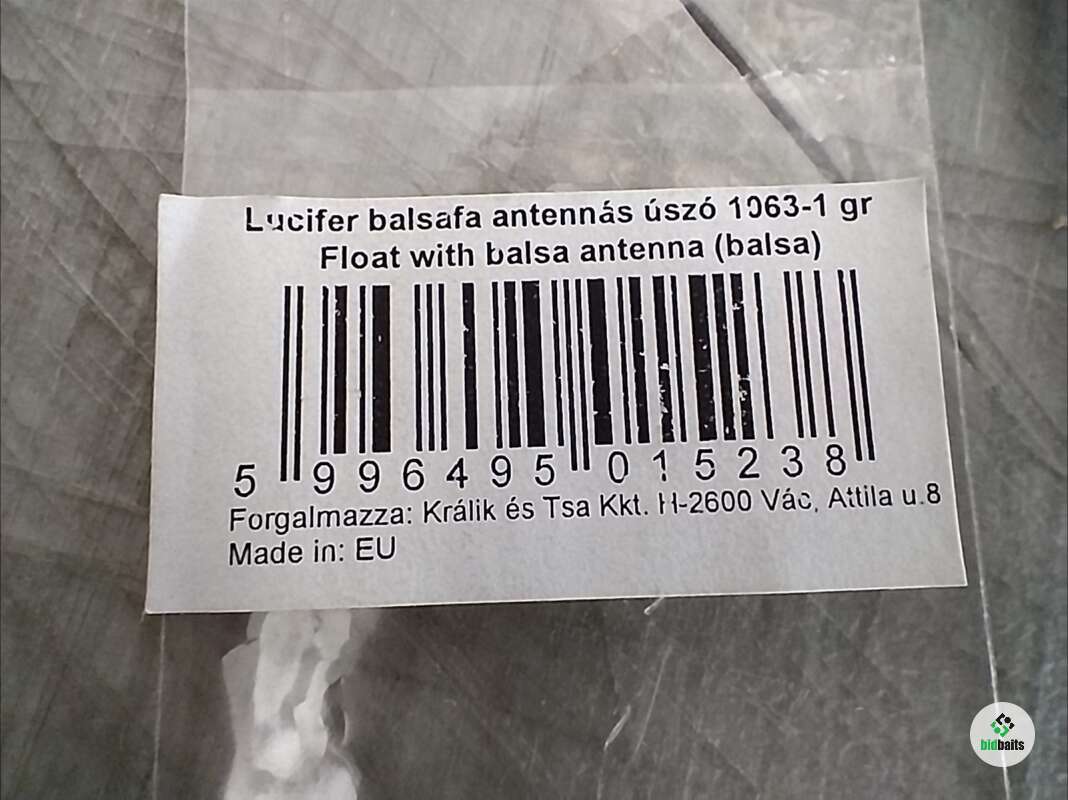 Lucifer balsafa antennás úszó 1063-1 gr
Float with balsa antenna (balsa)
5 996495 015238
Forgalmazza: Králik és Tsa Kkt. H-2600 Vác, Attila u.8
Made in: EU
bidbaits